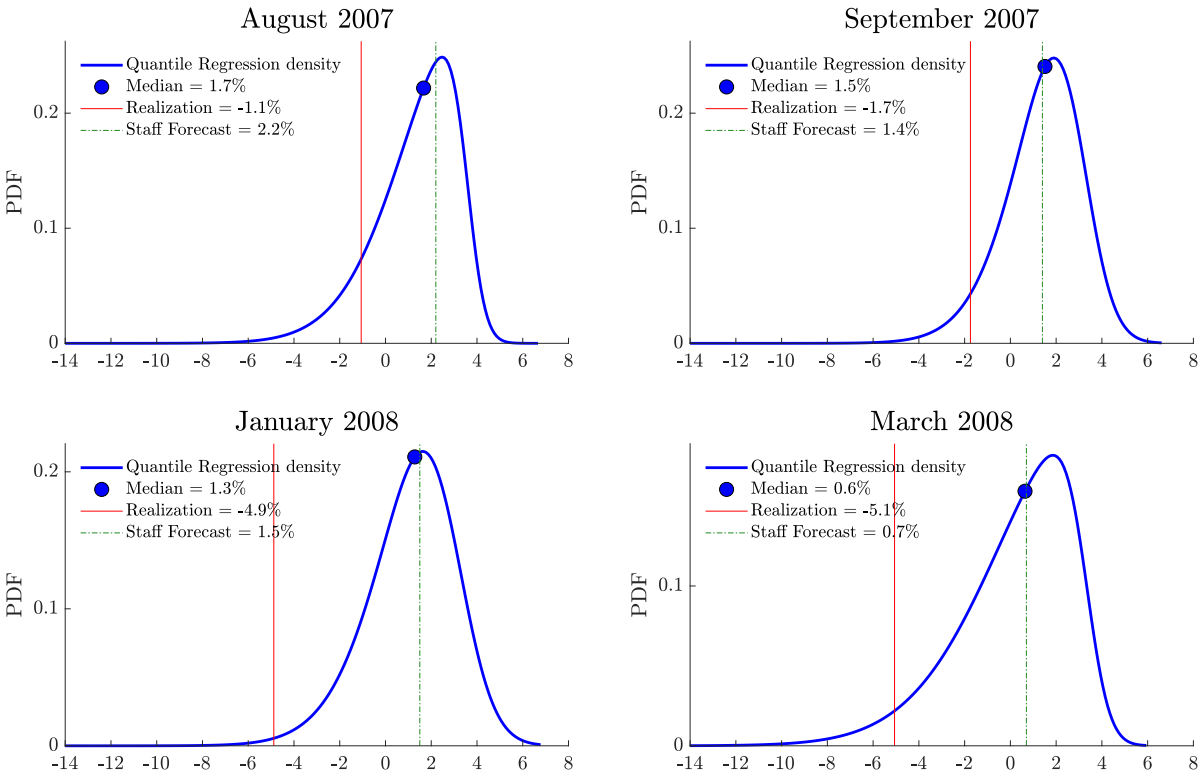 August 2007
Quantile Regression density
Median = 1.7%
Realization = -1.1%
Staff Forecast = 2.2%
PDF
0.2
0.1
0
-14 -12 -10 -8 -6 -4 -2 0 2 4 6 8
September 2007
Quantile Regression density
Median = 1.5%
Realization = -1.7%
Staff Forecast = 1.4%
PDF
0.2
0.1
0
-14 -12 -10 -8 -6 -4 -2 0 2 4 6 8
January 2008
Quantile Regression density
Median = 1.3%
Realization = -4.9%
Staff Forecast = 1.5%
PDF
0.2
0.1
0
-14 -12 -10 -8 -6 -4 -2 0 2 4 6 8
March 2008
Quantile Regression density
Median = 0.6%
Realization = -5.1%
Staff Forecast = 0.7%
PDF
0.1
0
-14 -12 -10 -8 -6 -4 -2 0 2 4 6 8